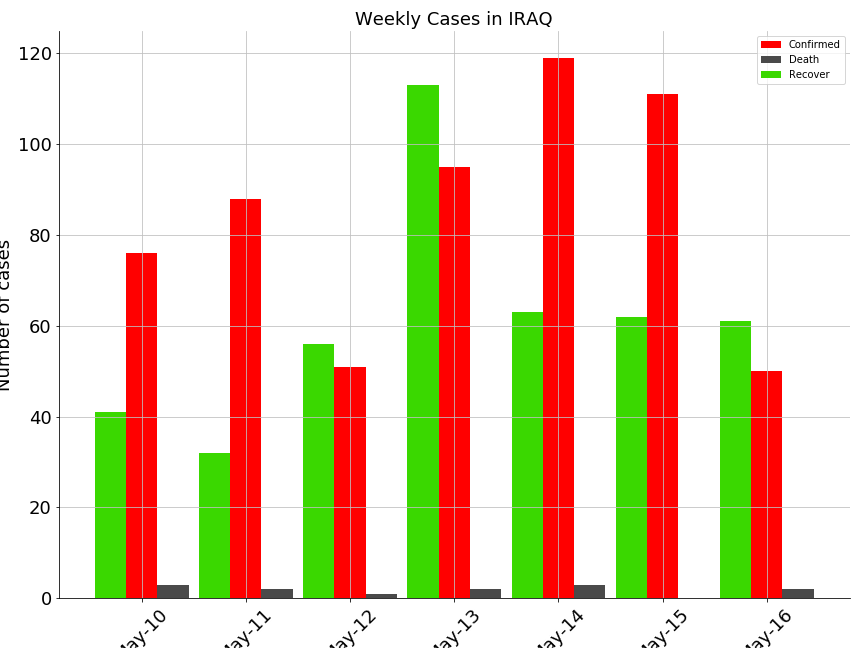 Weekly Cases in IRAQ
Confirmed
Death
Recover
Number of cases
120
100
80
60
40
20
0
May-10
May-11
May-12
May-13
May-14
May-15
May-16